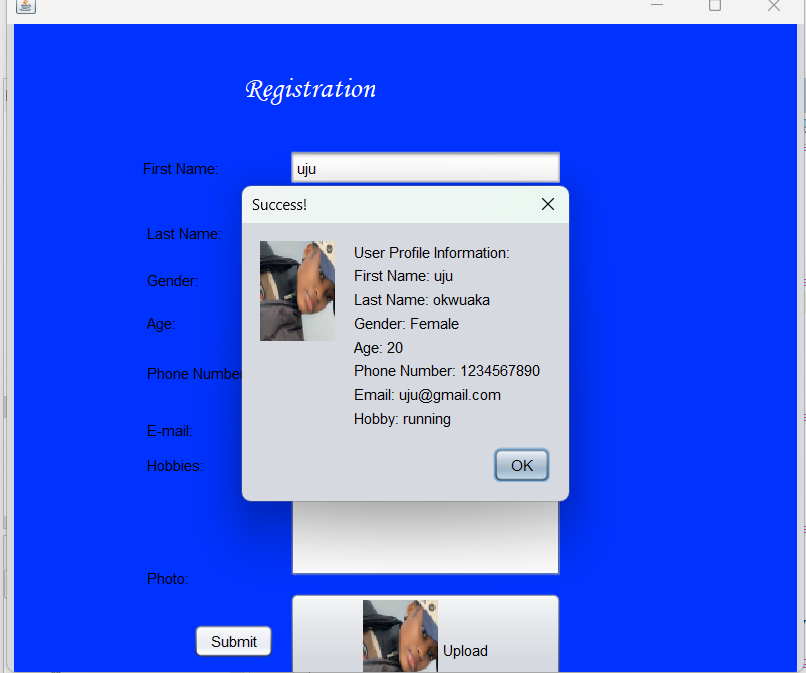 Registration
First Name:
uju
Success!
User Profile Information:
First Name: uju
Last Name: okwuaka
Gender: Female
Age: 20
Phone Number: 1234567890
Email: uju@gmail.com
Hobby: running
OK
Last Name:
Gender:
Age:
Phone Number
E-mail:
Hobbies:
Photo:
Submit
Upload